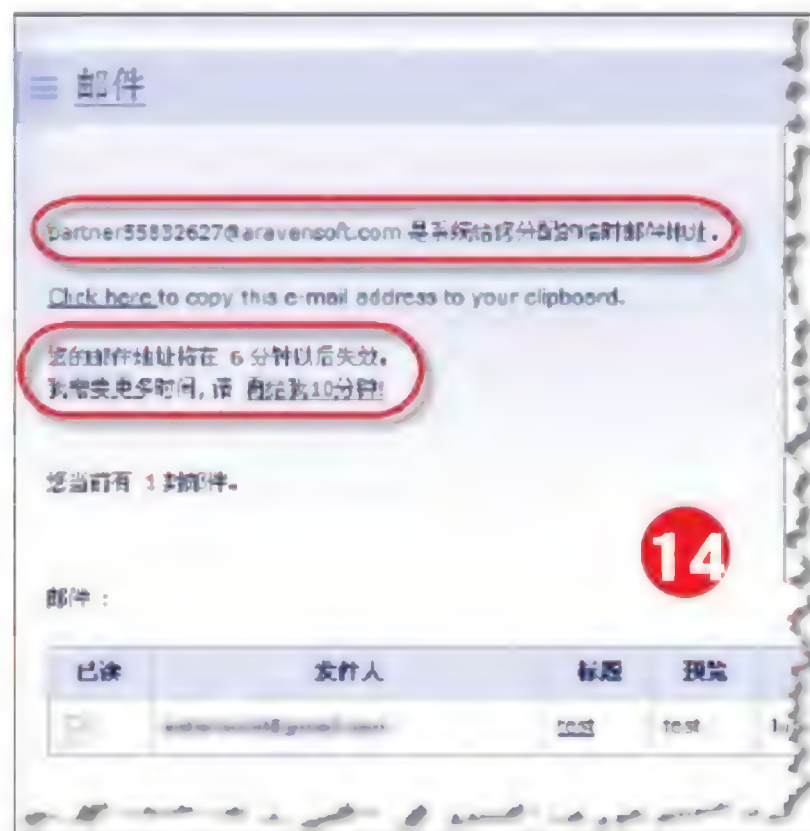 邮件
partner55832627@aravensoft.com 是系统给你分配的临时邮件地址。
Click here to copy this e-mail address to your clipboard.
您的邮件地址将在 6 分钟以后失效。
我需要更多时间, 请 再给我10分钟!
您当前有 1 封邮件。
14
邮件 :
已读 发件人 标题 预览
test test